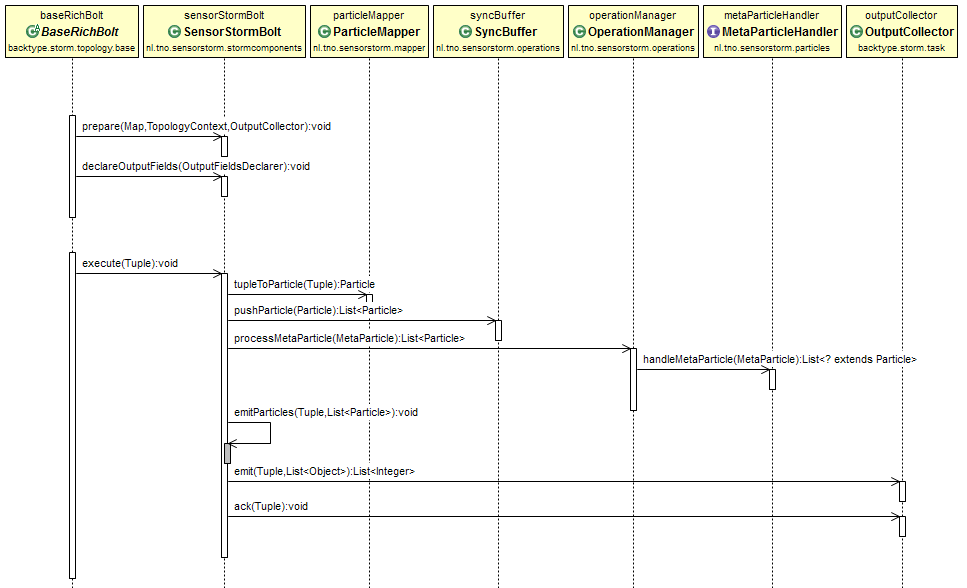 baseRichBolt
BaseRichBolt
backtype.storm.topology.base
sensorStormBolt
SensorStormBolt
nl.tno.sensorstorm.stormcomponents
particleMapper
ParticleMapper
nl.tno.sensorstorm.mapper
syncBuffer
SyncBuffer
nl.tno.sensorstorm.operations
operationManager
OperationManager
nl.tno.sensorstorm.operations
metaParticleHandler
MetaParticleHandler
nl.tno.sensorstorm.particles
outputCollector
OutputCollector
backtype.storm.task
prepare(Map,TopologyContext,OutputCollector):void
declareOutputFields(OutputFieldsDeclarer):void
execute(Tuple):void
tupleToParticle(Tuple):Particle
pushParticle(Particle):List<Particle>
processMetaParticle(MetaParticle):List<Particle>
handleMetaParticle(MetaParticle):List<? extends Particle>
emitParticles(Tuple,List<Particle>):void
emit(Tuple,List<Object>):List<Integer>
ack(Tuple):void